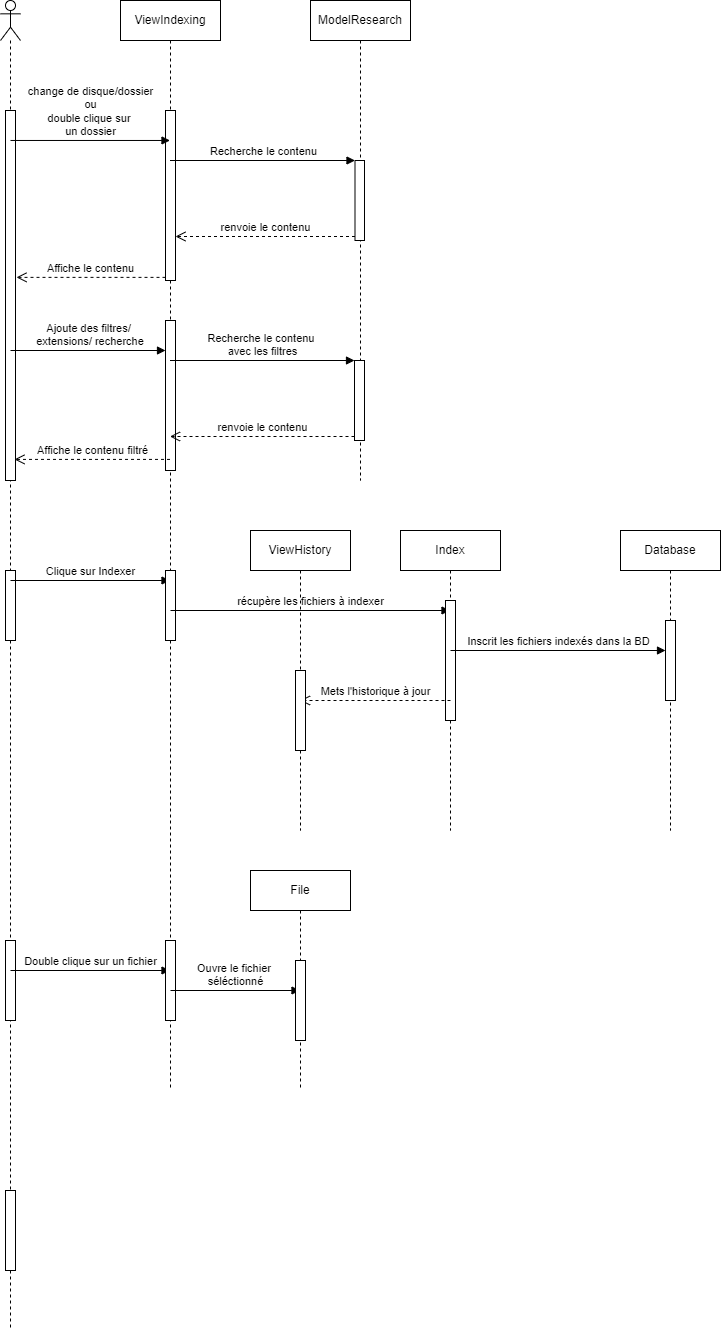 ViewIndexing
ModelResearch
change de disque/dossier
ou
double clique sur
un dossier
Recherche le contenu
renvoie le contenu
Affiche le contenu
Ajoute des filtres/
extensions/ recherche
Recherche le contenu
avec les filtres
renvoie le contenu
Affiche le contenu filtré
ViewHistory
Index
Database
Clique sur Indexer
récupère les fichiers à indexer
Inscrit les fichiers indexés dans la BD
Mets l'historique à jour
File
Double clique sur un fichier
Ouvre le fichier
séléctionné